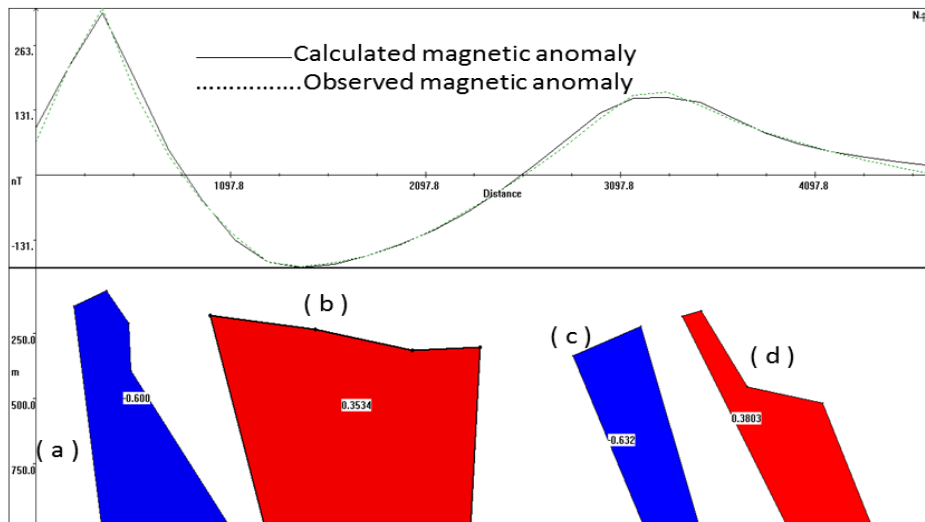 N
263.
Calculated magnetic anomaly
...............Observed magnetic anomaly
131.
nT
1097.8 2097.8 3097.8 4097.8
Distance
-131.
( b )
( c )
( d )
250.0
m
500.0
-0.600
0.3534
-0.632
0.3803
( a )
750.0